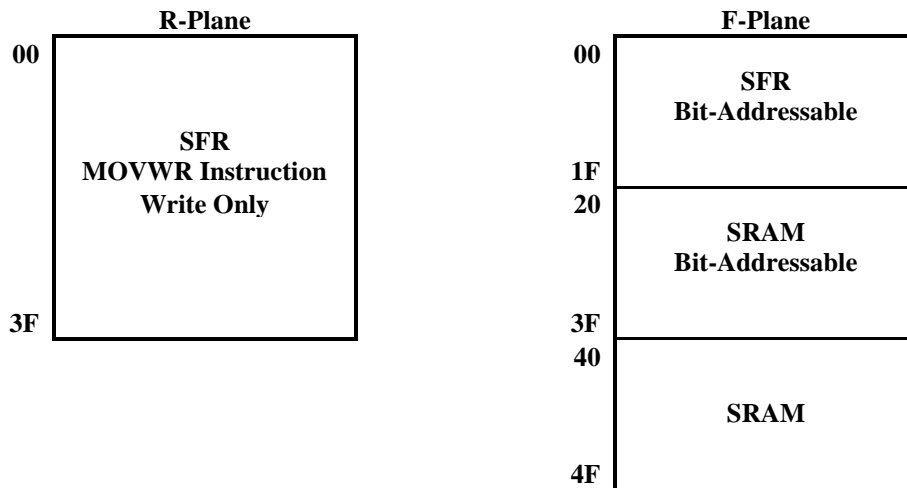 R-Plane
00
SFR
MOVWR Instruction
Write Only
3F
F-Plane
00
SFR
Bit-Addressable
1F
20
SRAM
Bit-Addressable
3F
40
SRAM
4F